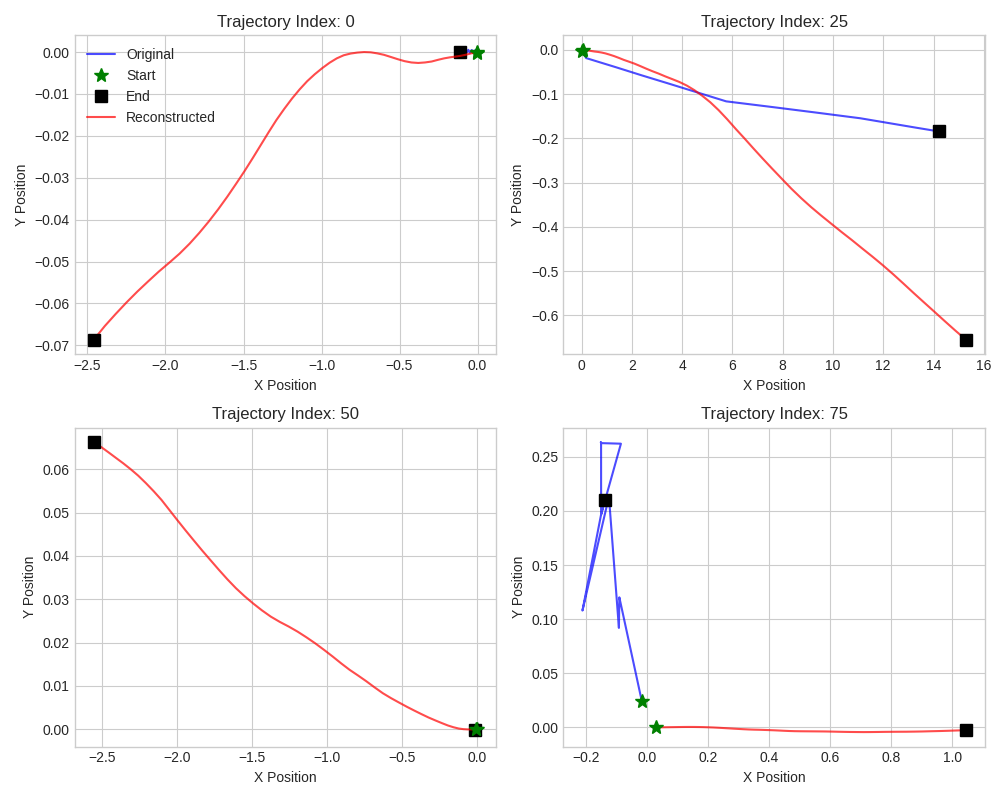 Trajectory Index: 0
Original
Start
End
Reconstructed
0.00
−0.01
−0.02
−0.03
−0.04
−0.05
−0.06
−0.07
Y Position
−2.5 −2.0 −1.5 −1.0 −0.5 0.0
X Position
Trajectory Index: 25
0.0
−0.1
−0.2
−0.3
−0.4
−0.5
−0.6
Y Position
0 2 4 6 8 10 12 14 16
X Position
Trajectory Index: 50
0.06
0.05
0.04
0.03
0.02
0.01
0.00
Y Position
−2.5 −2.0 −1.5 −1.0 −0.5 0.0
X Position
Trajectory Index: 75
0.25
0.20
0.15
0.10
0.05
0.00
Y Position
−0.2 0.0 0.2 0.4 0.6 0.8 1.0
X Position